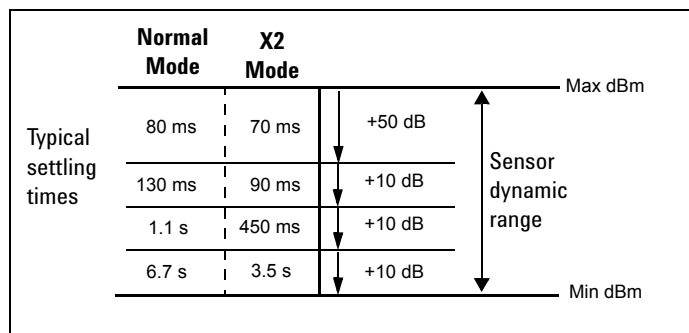 Normal Mode
X2 Mode
Max dBm
Typical settling times
80 ms
70 ms
+50 dB
130 ms
90 ms
+10 dB
1.1 s
450 ms
+10 dB
6.7 s
3.5 s
+10 dB
Sensor dynamic range
Min dBm